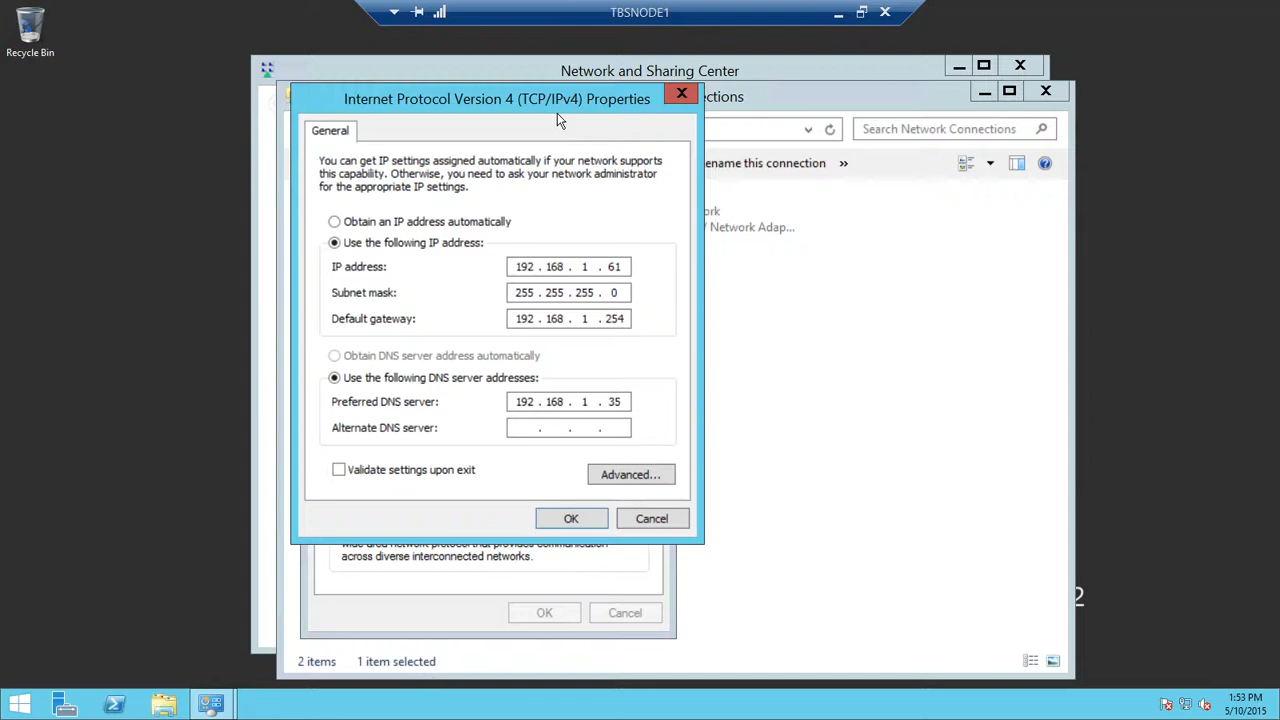 TBSNODE1
Recycle Bin
Network and Sharing Center
Internet Protocol Version 4 (TCP/IPv4) Properties
General
Search Network Connections
You can get IP settings assigned automatically if your network supports
this capability. Otherwise, you need to ask your network administrator
for the appropriate IP settings.
ename this connection »
Obtain an IP address automatically
Use the following IP address:
IP address: 192 . 168 . 1 . 61
Subnet mask: 255 . 255 . 255 . 0
Default gateway: 192 . 168 . 1 . 254
Obtain DNS server address automatically
Use the following DNS server addresses:
Preferred DNS server: 192 . 168 . 1 . 35
Alternate DNS server: . . .
Validate settings upon exit
Advanced...
OK Cancel
Network Adap...
across diverse interconnected networks.
OK Cancel
2
2 items 1 item selected
1:53 PM
5/10/2015